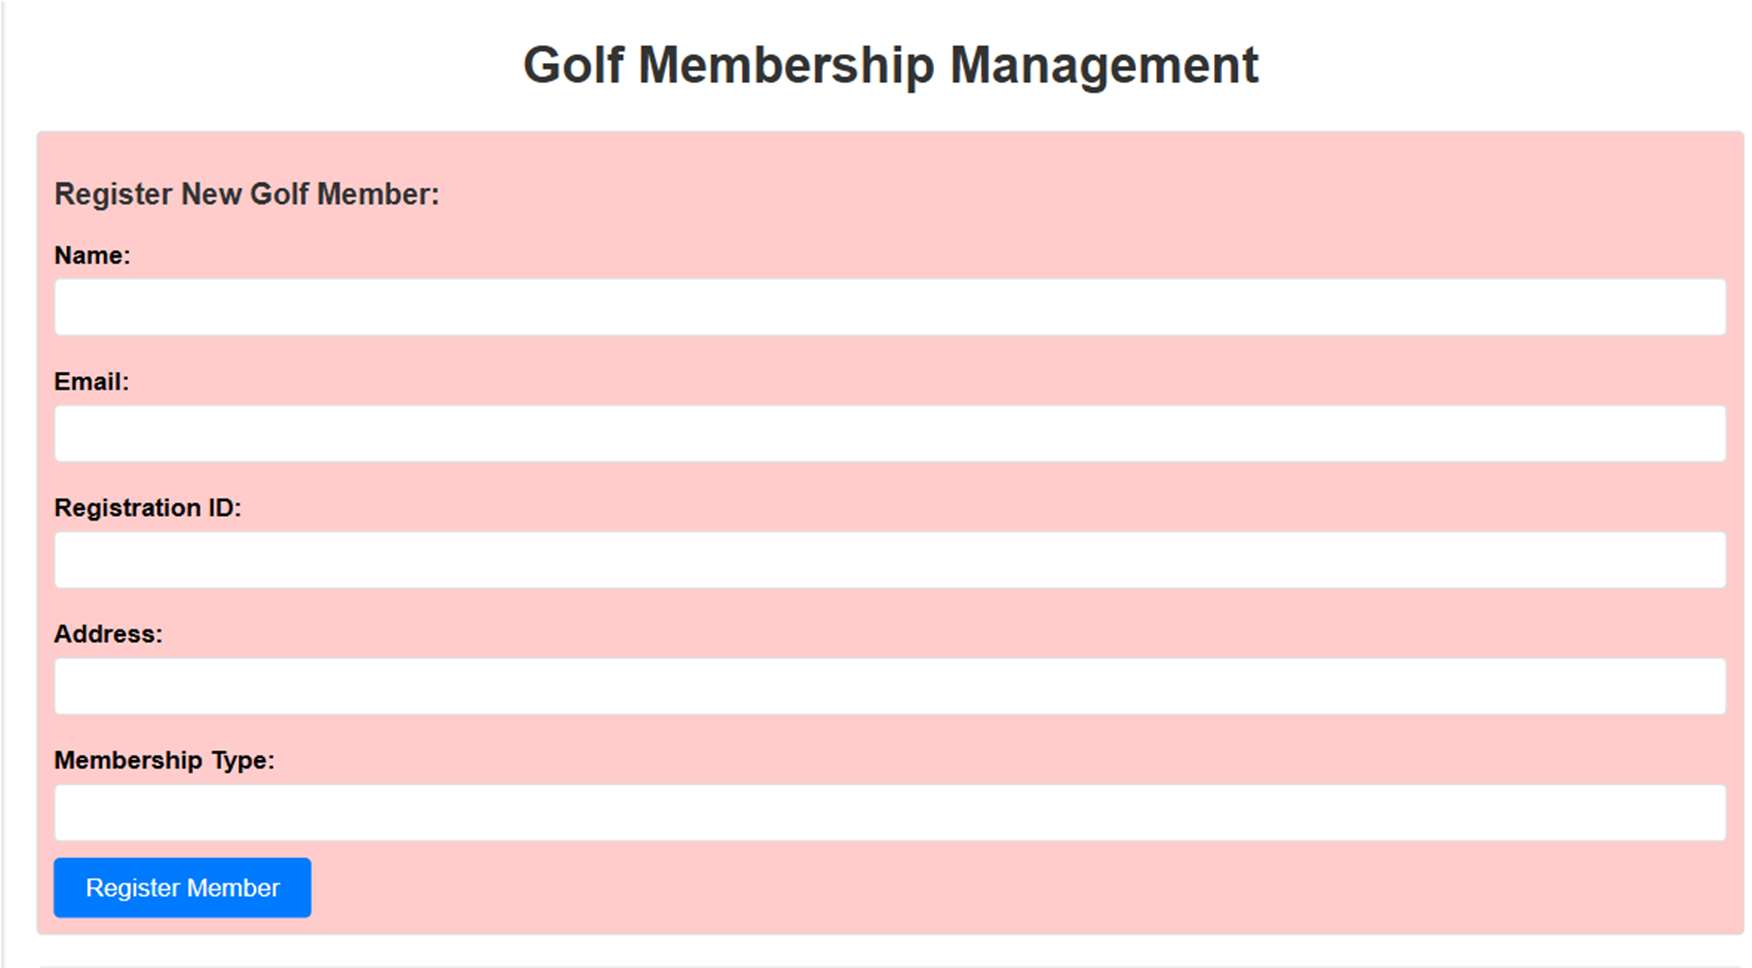 Golf Membership Management
Register New Golf Member:
Name:
Email:
Registration ID:
Address:
Membership Type:
Register Member